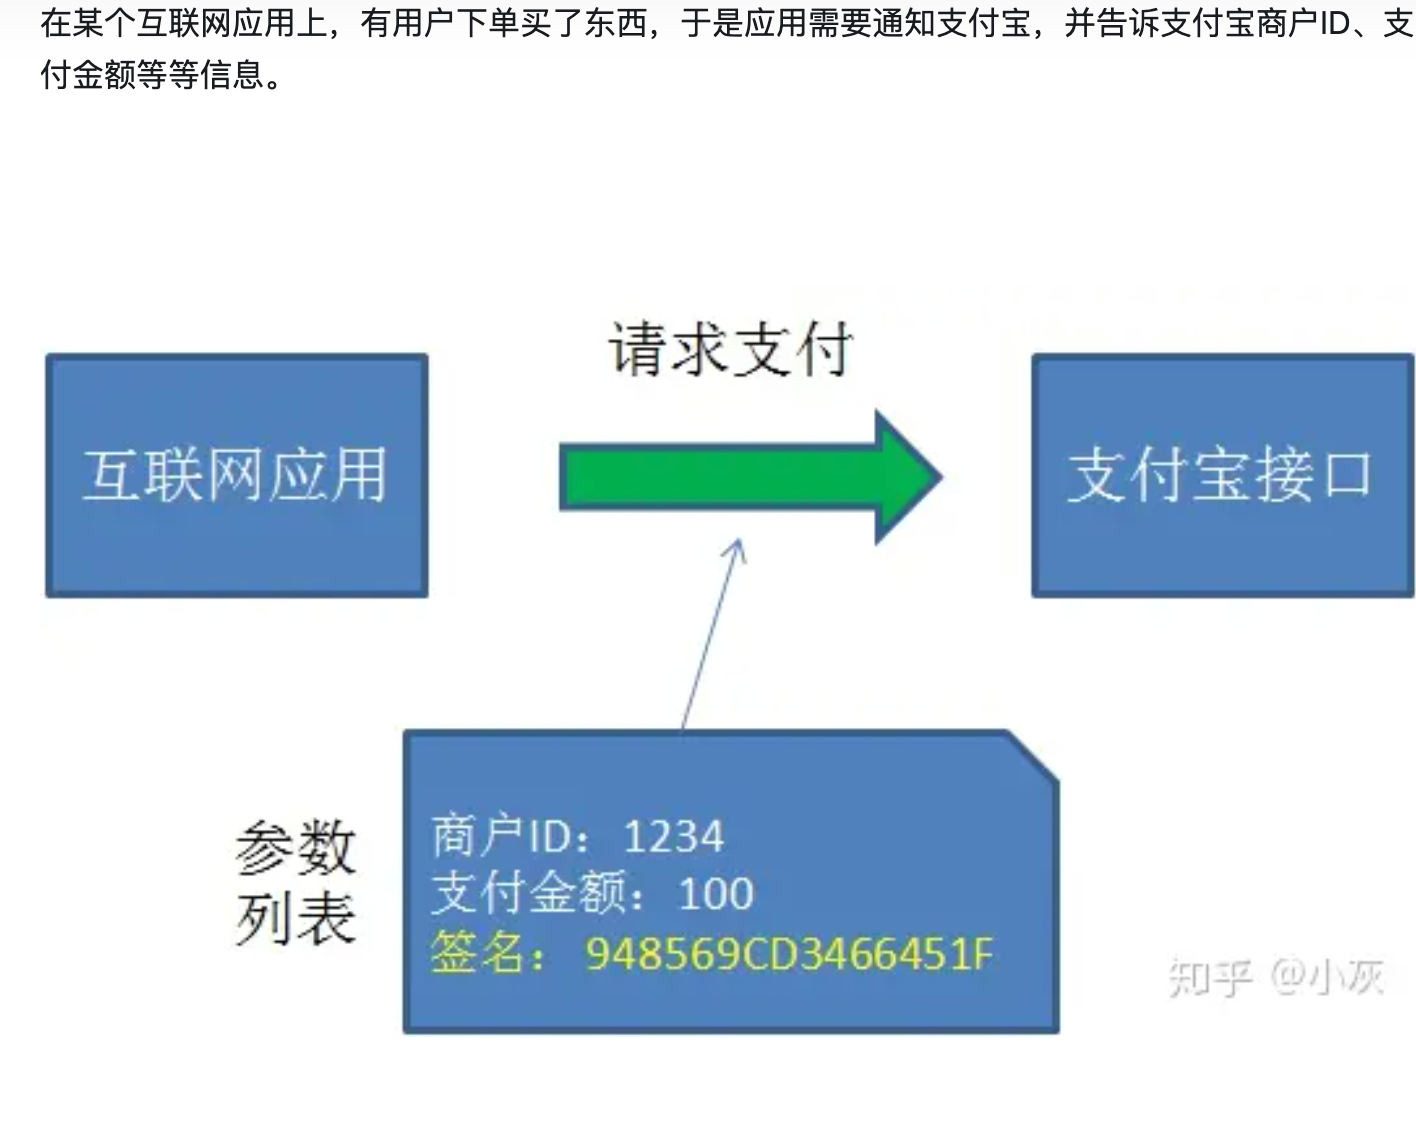 在某个互联网应用上，有用户下单买了东西，于是应用需要通知支付宝，并告诉支付宝商户ID、支
付金额等等信息。
请求支付
互联网应用
支付宝接口
参数
列表
商户ID：1234
支付金额：100
签名：948569CD3466451F
知乎 @小灰